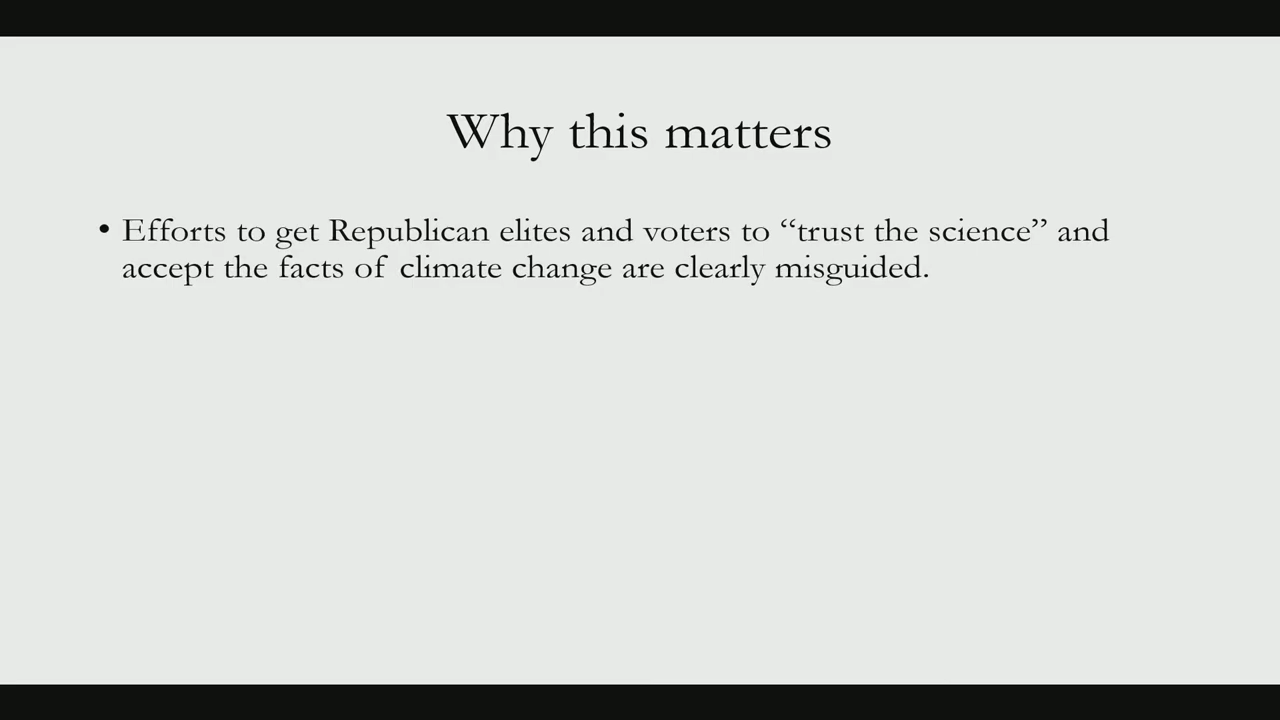 Why this matters
• Efforts to get Republican elites and voters to “trust the science” and
accept the facts of climate change are clearly misguided.